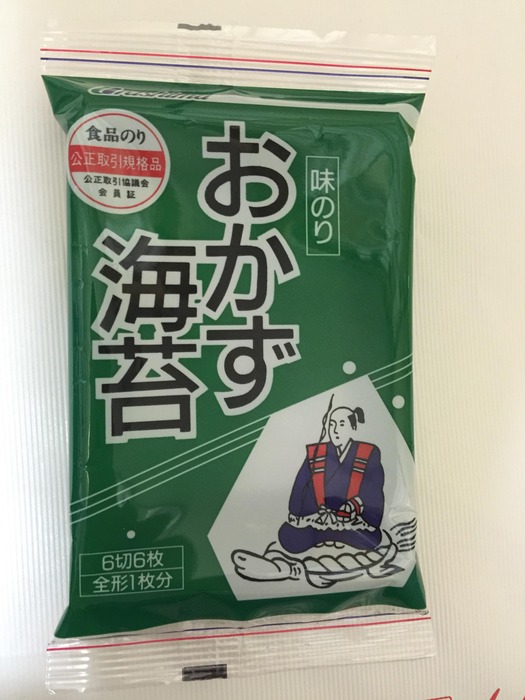 食品のり
公正取引規格品
公正取引協議会
会員証
味のり
おかず
海苔
6切6枚
全形1枚分